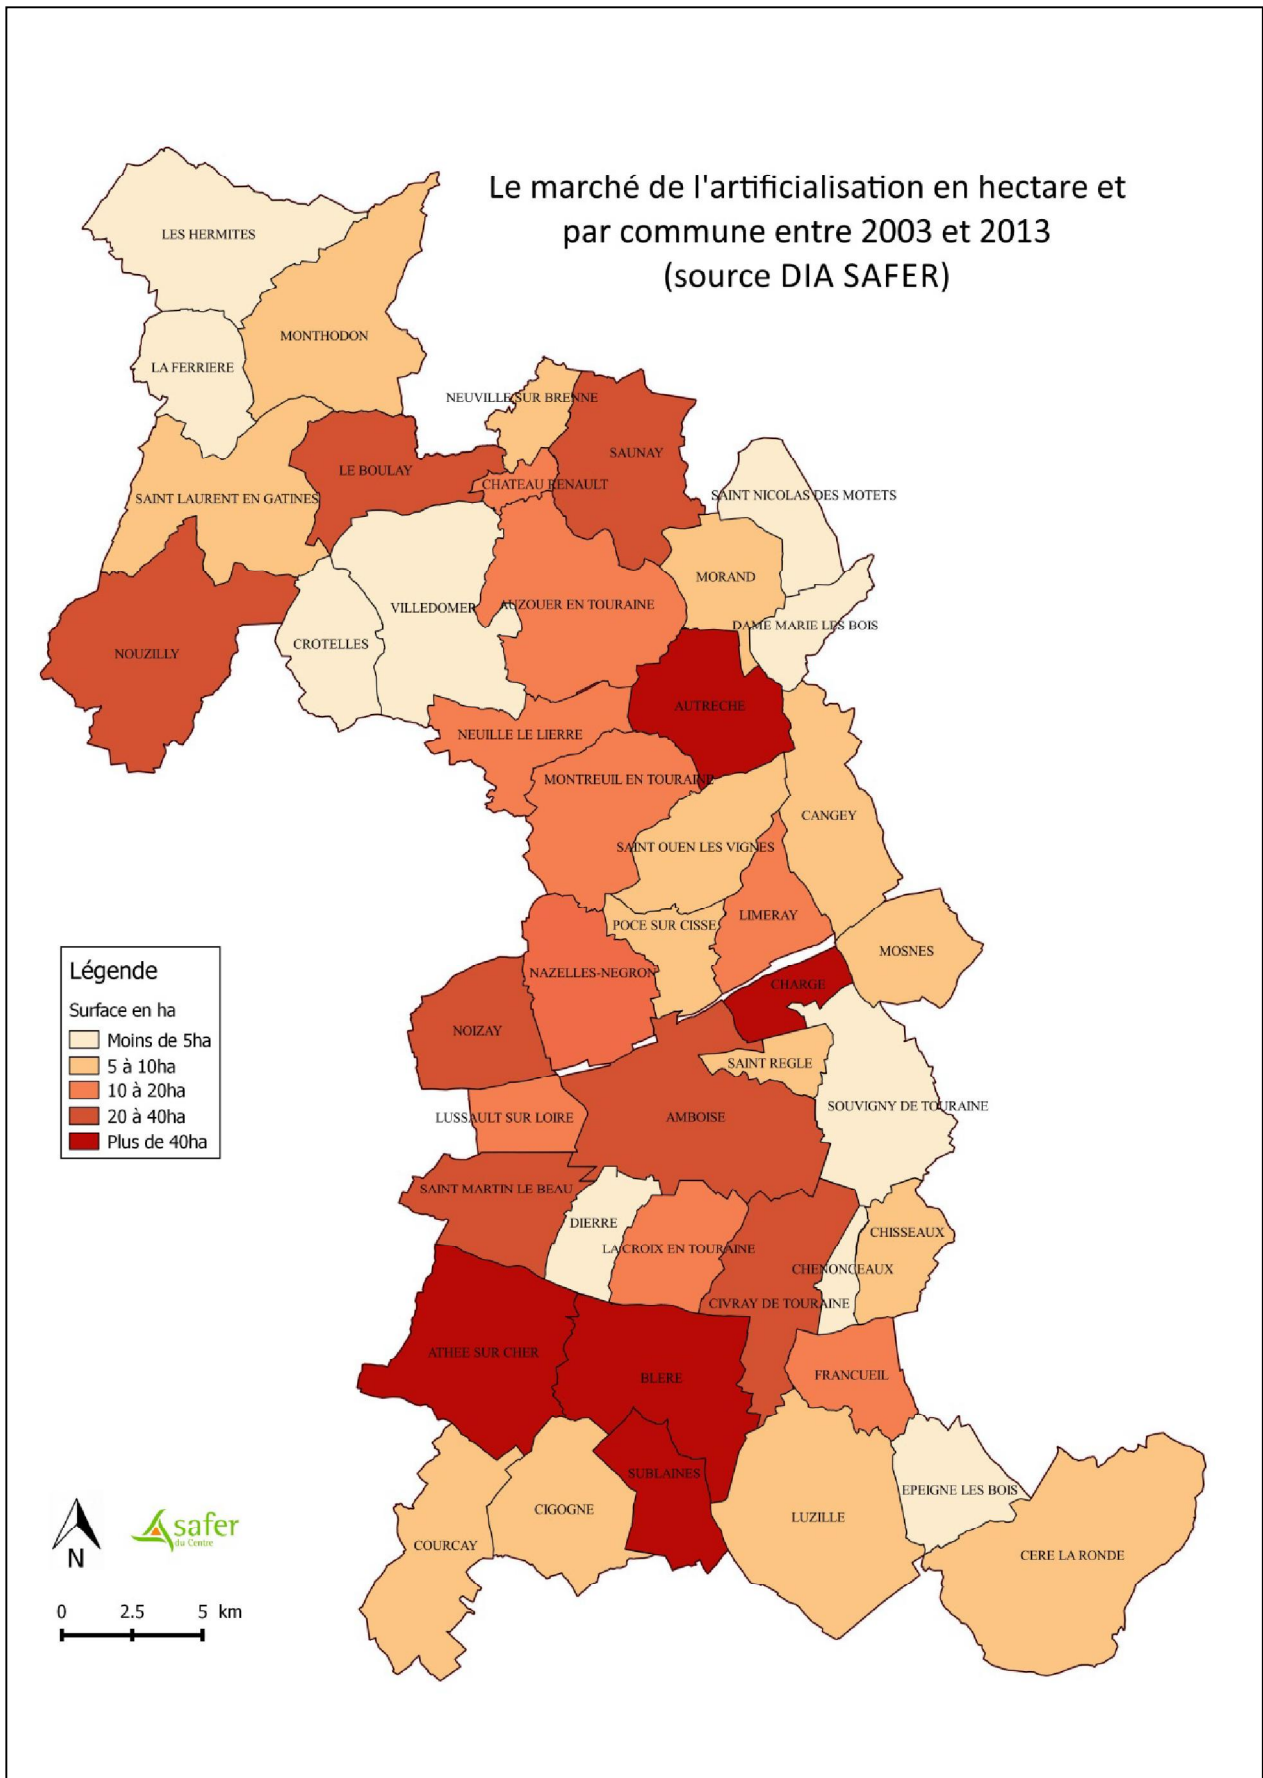 Le marché de l'artificialisation en hectare et
par commune entre 2003 et 2013
(source DIA SAFER)
LES HERMITES
MONTHODON
LA FERRIERE
NEUVILLE SUR BRENNE
SAUNAY
LE BOULAY
CHATEAU RENAULT
SAINT LAURENT EN GATINES
SAINT NICOLAS DES MOTETS
MORAND
AUZOUER EN TOURAINE
VILLEDOMER
DAME MARIE LES BOIS
CROTELLES
NOUZILLY
AUTRECHE
NEUILLE LE LIERRE
MONTREUIL EN TOURAINE
CANGEY
SAINT OUEN LES VIGNES
LIMERAY
POCE SUR CISSE
MOSNES
NAZELLES-NEGRON
CHARGE
NOIZAY
SAINT REGLE
SOUVIGNY DE TOURAINE
LUSSAULT SUR LOIRE
AMBOISE
SAINT MARTIN LE BEAU
DIERRE
CHISSEAUX
LA CROIX EN TOURAINE
CHENONCEAUX
CIVRAY DE TOURAINE
ATHEE SUR CHER
BLERE
FRANCUEIL
SUBLAINES
EPEIGNE LES BOIS
CIGOGNE
LUZILLE
COURCAY
CERE LA RONDE
Légende
Surface en ha
Moins de 5ha
5 à 10ha
10 à 20ha
20 à 40ha
Plus de 40ha
N
safer
du Centre
0 2.5 5 km